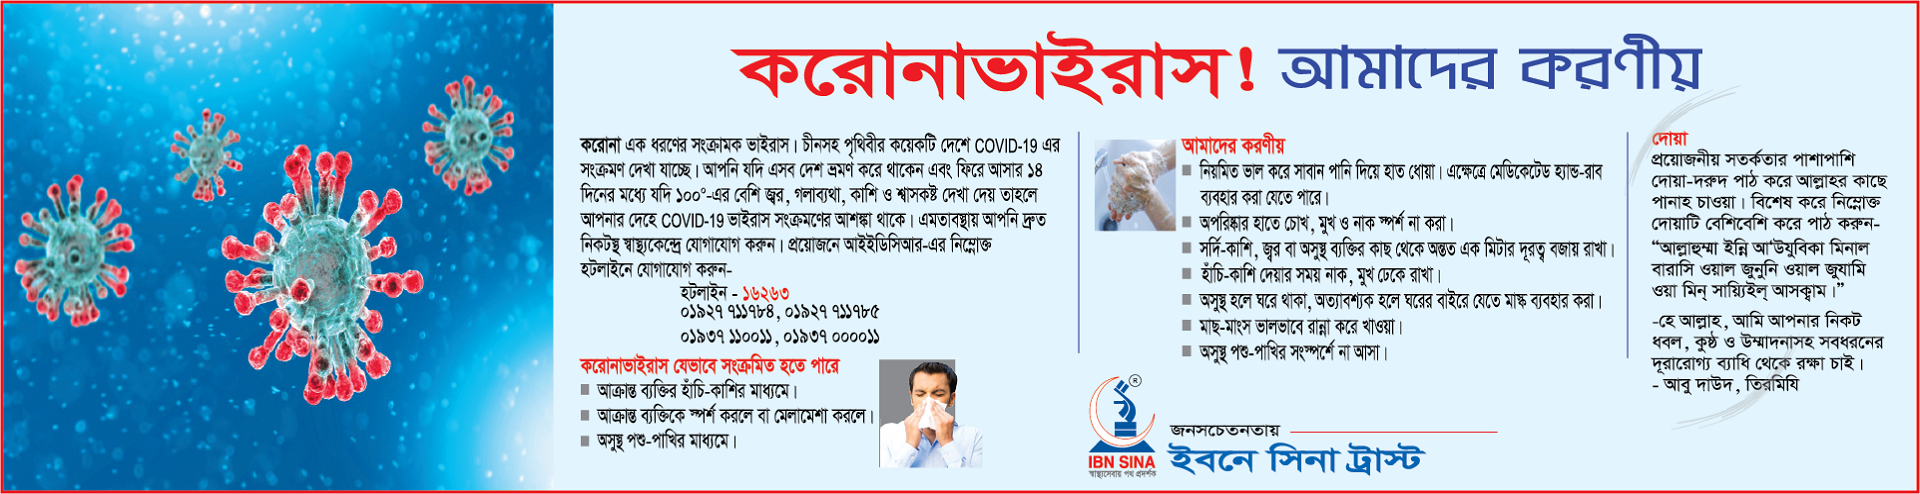 করোনাভাইরাস! আমাদের করণীয়
করোনা এক ধরণের সংক্রামক ভাইরাস। চীনসহ পৃথিবীর কয়েকটি দেশে COVID-19 এর
সংক্রমণ দেখা যাচ্ছে। আপনি যদি এসব দেশ ভ্রমণ করে থাকেন এবং ফিরে আসার ১৪
দিনের মধ্যে যদি ১০০°-এর বেশি জ্বর, গলাব্যথা, কাশি ও শ্বাসকষ্ট দেখা দেয় তাহলে
আপনার দেহে COVID-19 ভাইরাস সংক্রমণের আশঙ্কা থাকে। এমতাবস্থায় আপনি দ্রুত
নিকটস্থ স্বাস্থ্যকেন্দ্রে যোগাযোগ করুন। প্রয়োজনে আইইডিসিআর-এর নিম্নোক্ত
হটলাইনে যোগাযোগ করুন-
হটলাইন - ১৬২৬৩
০১৯২৭ ৭১১৭৮৪, ০১৯২৭ ৭১১৭৮৫
০১৯৩৭ ১১০০১১, ০১৯৩৭ ০০০০১১
করোনাভাইরাস যেভাবে সংক্রমিত হতে পারে
■ আক্রান্ত ব্যক্তির হাঁচি-কাশির মাধ্যমে।
■ আক্রান্ত ব্যক্তিকে স্পর্শ করলে বা মেলামেশা করলে।
■ অসুস্থ পশু-পাখির মাধ্যমে।
আমাদের করণীয়
■ নিয়মিত ভাল করে সাবান পানি দিয়ে হাত ধোয়া। এক্ষেত্রে মেডিকেটেড হ্যান্ড-রাব
ব্যবহার করা যেতে পারে।
■ অপরিষ্কার হাতে চোখ, মুখ ও নাক স্পর্শ না করা।
■ সর্দি-কাশি, জ্বর বা অসুস্থ ব্যক্তির কাছ থেকে অন্তত এক মিটার দূরত্ব বজায় রাখা।
■ হাঁচি-কাশি দেয়ার সময় নাক, মুখ ঢেকে রাখা।
■ অসুস্থ হলে ঘরে থাকা, অত্যাবশ্যক হলে ঘরের বাইরে যেতে মাস্ক ব্যবহার করা।
■ মাছ-মাংস ভালভাবে রান্না করে খাওয়া।
■ অসুস্থ পশু-পাখির সংস্পর্শে না আসা।
দোয়া
প্রয়োজনীয় সতর্কতার পাশাপাশি
দোয়া-দরুদ পাঠ করে আল্লাহর কাছে
পানাহ চাওয়া। বিশেষ করে নিম্নোক্ত
দোয়াটি বেশিবেশি করে পাঠ করুন-
“আল্লাহুম্মা ইন্নি আ‘উযুবিকা মিনাল
বারাসি ওয়াল জুনুনি ওয়াল জুযামি
ওয়া মিন্ সায়্যিইল্ আসক্বাম।”
-হে আল্লাহ, আমি আপনার নিকট
ধবল, কুষ্ঠ ও উম্মাদনাসহ সবধরনের
দূরারোগ্য ব্যাধি থেকে রক্ষা চাই।
- আবু দাউদ, তিরমিযি
®
IBN SINA
স্বাস্থ্যসেবায় পথ প্রদর্শক
জনসচেতনতায়
ইবনে সিনা ট্রাস্ট